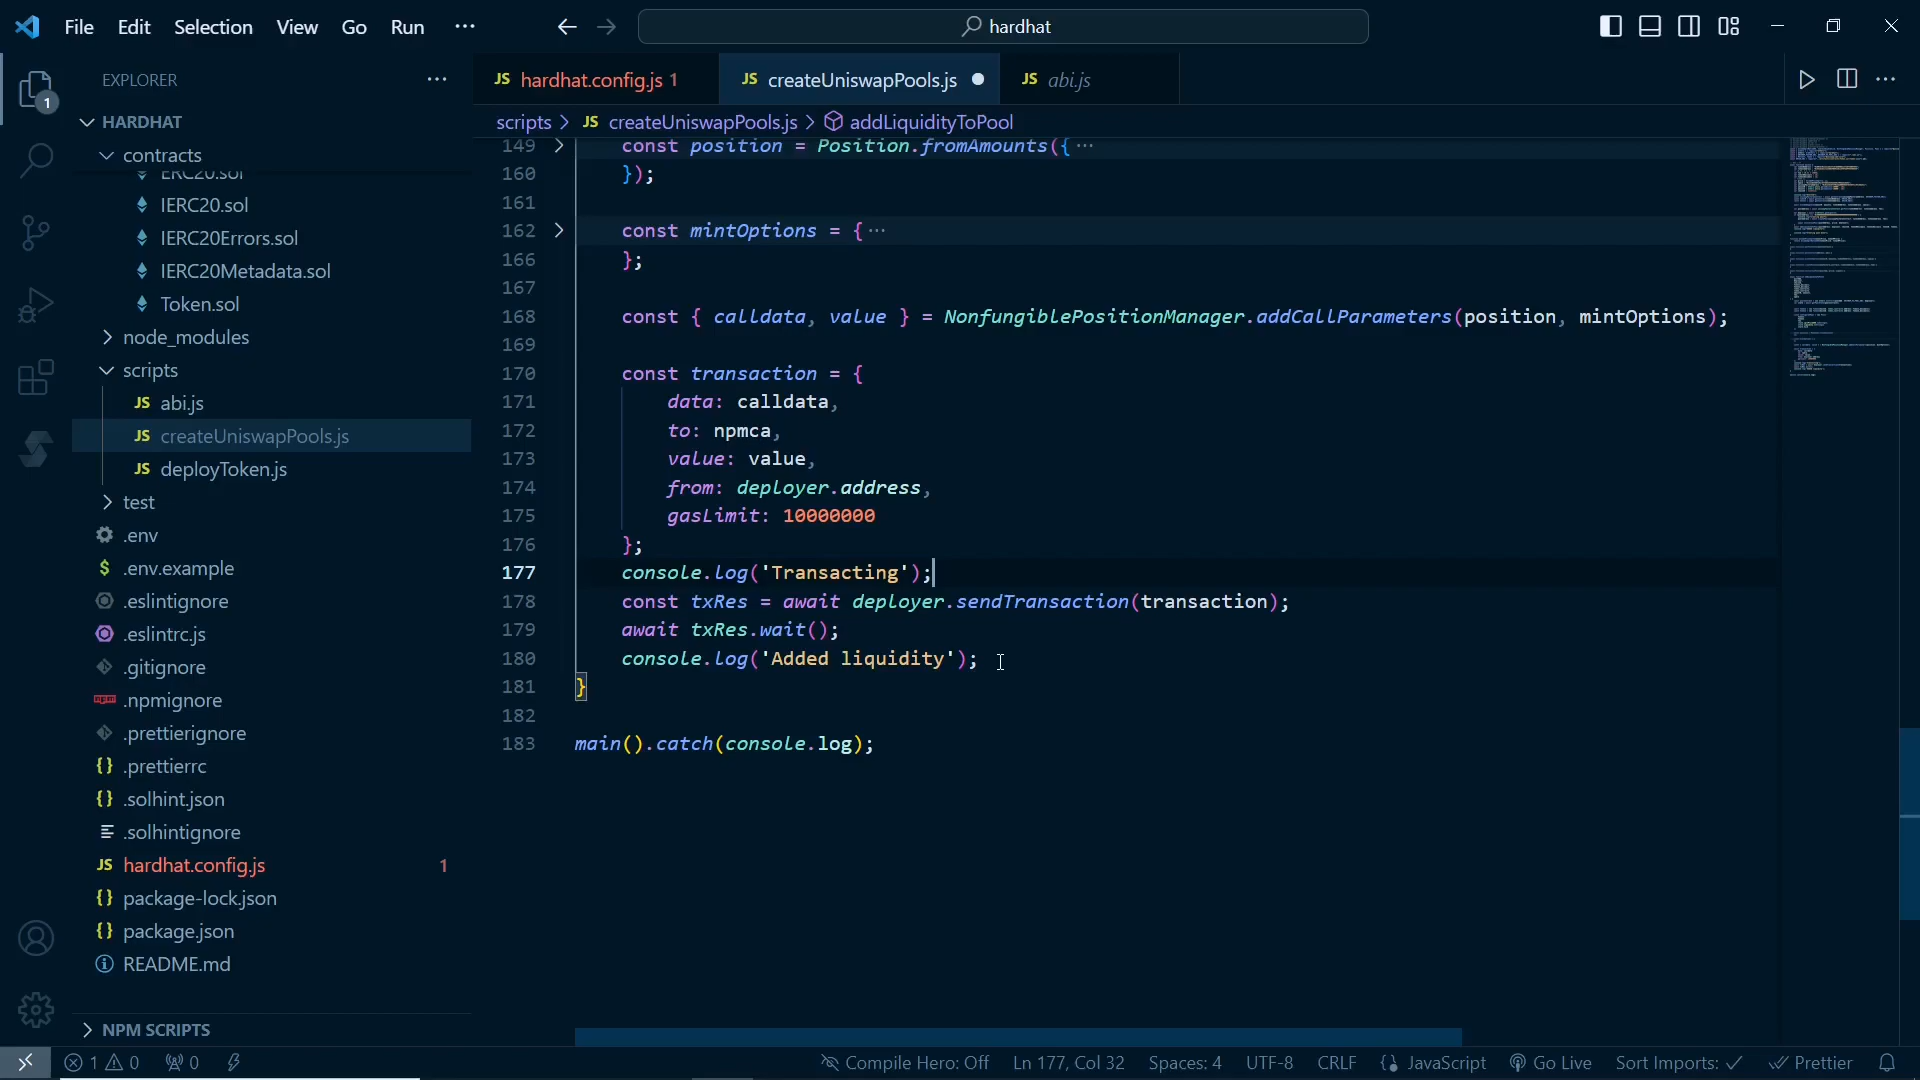 File Edit Selection View Go Run ···
hardhat
EXPLORER
JS hardhat.config.js 1
JS createUniswapPools.js
JS abi.js
scripts > JS createUniswapPools.js > addLiquidityToPool
1
HARDHAT
contracts
ERC20.sol
IERC20.sol
IERC20Errors.sol
IERC20Metadata.sol
Token.sol
node_modules
scripts
JS abi.js
JS createUniswapPools.js
JS deployToken.js
test
.env
$ .env.example
.eslintignore
.eslintrc.js
.gitignore
npm .npmignore
.prettierignore
{} .prettierrc
{} .solhint.json
.solhintignore
JS hardhat.config.js 1
{} package-lock.json
{} package.json
README.md
NPM SCRIPTS
149 > const position = Position.fromAmounts({···
160 });
161
162 > const mintOptions = {···
166 };
167
168 const { calldata, value } = NonfungiblePositionManager.addCallParameters(position, mintOptions);
169
170 const transaction = {
171 data: calldata,
172 to: npmca,
173 value: value,
174 from: deployer.address,
175 gasLimit: 10000000
176 };
177 console.log('Transacting');
178 const txRes = await deployer.sendTransaction(transaction);
179 await txRes.wait();
180 console.log('Added liquidity');
181 }
182
183 main().catch(console.log);
1 0 0 Compile Hero: Off Ln 177, Col 32 Spaces: 4 UTF-8 CRLF {} JavaScript Go Live Sort Imports: ✓ Prettier